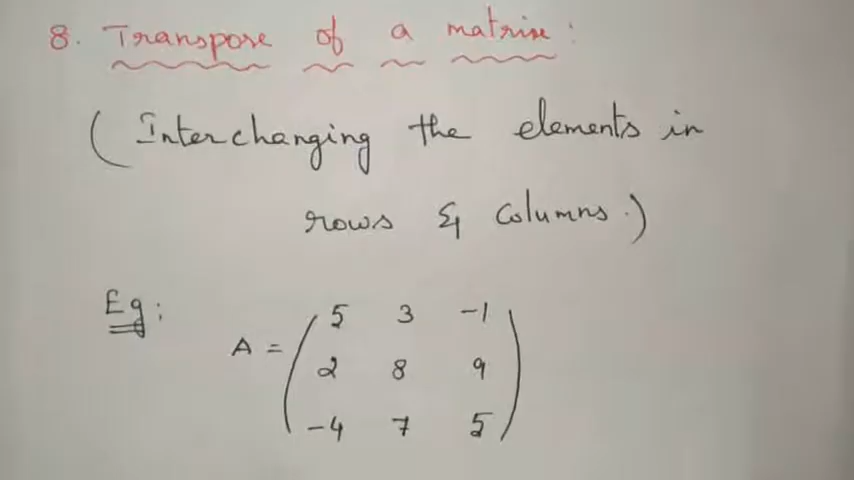 8. Transpose of a matrix:
(Interchanging the elements in
rows & columns.)
Eg:
A = ( 5 3 -1
2 8 9
-4 7 5 )